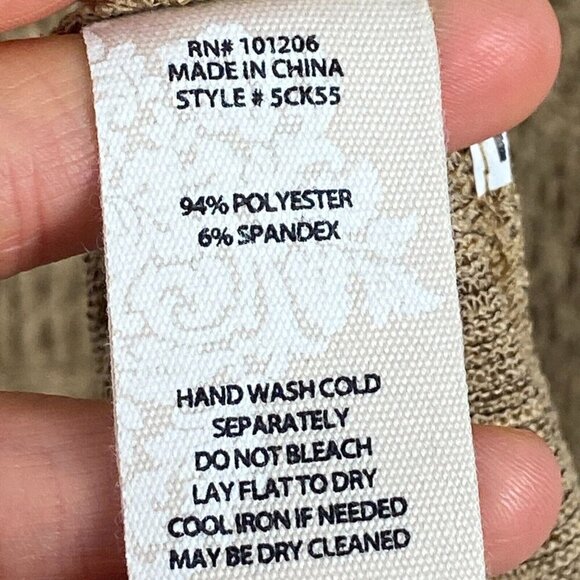 RN# 101206
MADE IN CHINA
STYLE # 5CK55
94% POLYESTER
6% SPANDEX
HAND WASH COLD
SEPARATELY
DO NOT BLEACH
LAY FLAT TO DRY
COOL IRON IF NEEDED
MAY BE DRY CLEANED